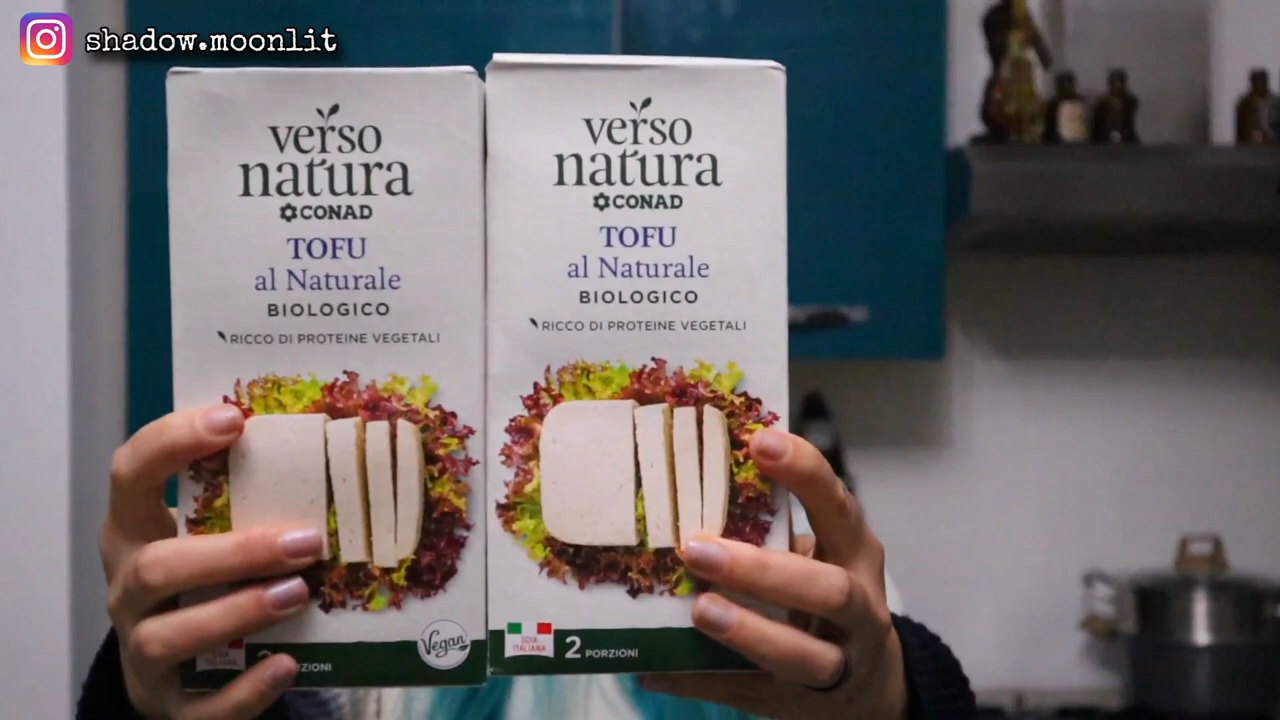 shadow.moonlit
verso
natura
CONAD
TOFU
al Naturale
BIOLOGICO
RICCO DI PROTEINE VEGETALI
Vegan
verso
natura
CONAD
TOFU
al Naturale
BIOLOGICO
RICCO DI PROTEINE VEGETALI
SOIA
ITALIANA
2 PORZIONI